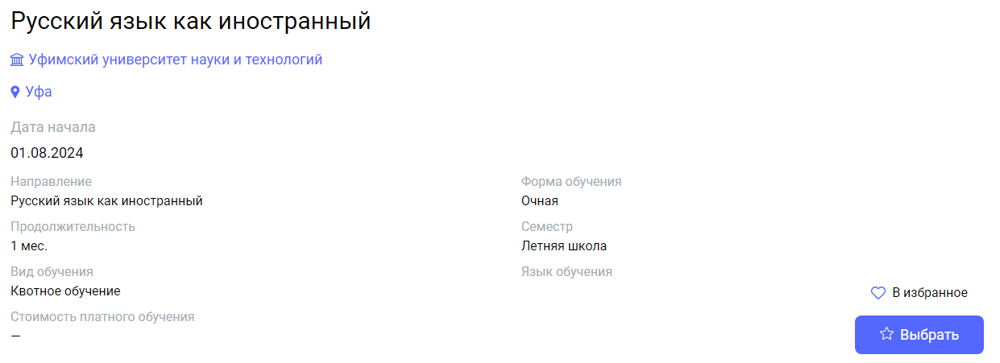 Русский язык как иностранный
Уфимский университет науки и технологий
Уфа
Дата начала
01.08.2024
Направление
Русский язык как иностранный
Форма обучения
Очная
Продолжительность
1 мес.
Семестр
Летняя школа
Вид обучения
Квотное обучение
Язык обучения
Стоимость платного обучения
—
В избранное
Выбрать